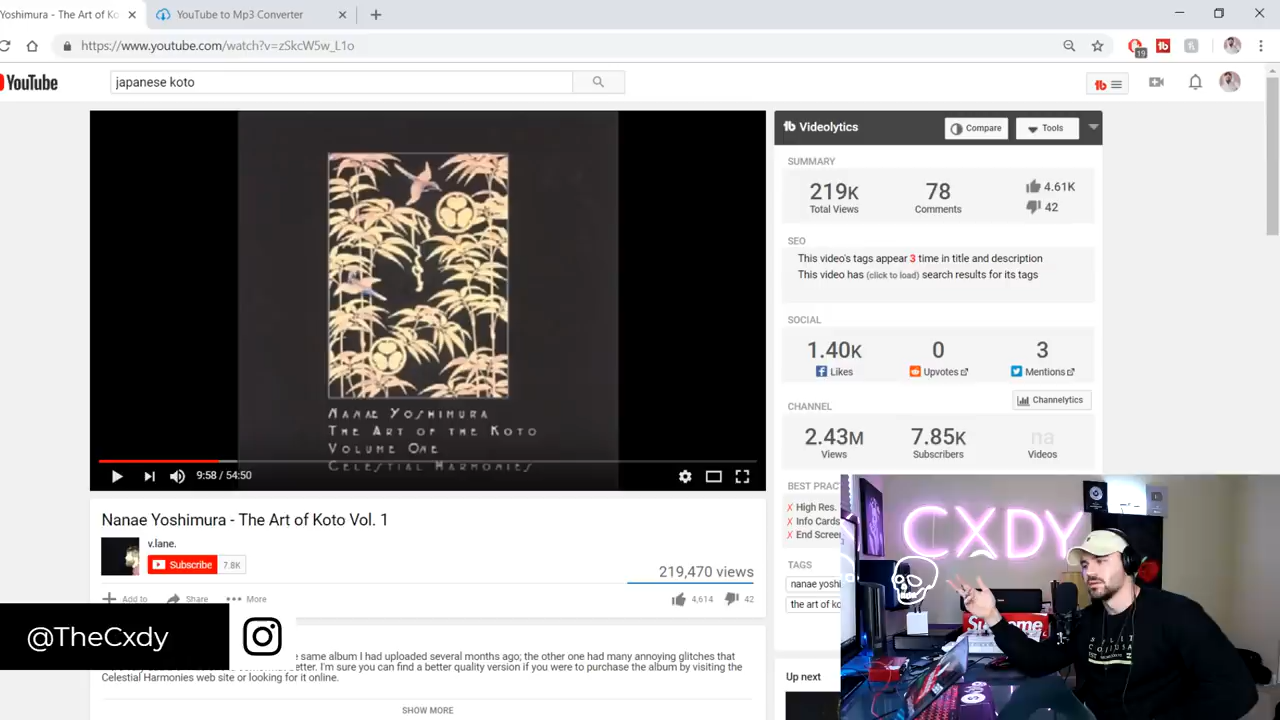 Yoshimura - The Art of Ko
YouTube to Mp3 Converter
https://www.youtube.com/watch?v=zSkcW5w_L1o
19
YouTube
japanese koto
NANAE YOSHIMURA
THE ART OF THE KOTO
VOLUME ONE
CELESTIAL HARMONIES
9:58 / 54:50
Nanae Yoshimura - The Art of Koto Vol. 1
v.lane.
Subscribe 7.8K
219,470 views
Add to Share More
4,614 42
@TheCxdy
same album I had uploaded several months ago; the other one had many annoying glitches that
etter. I'm sure you can find a better quality version if you were to purchase the album by visiting the
Celestial Harmonies web site or looking for it online.
SHOW MORE
Videolytics Compare Tools
SUMMARY
219K 78 4.61K
Total Views Comments 42
SEO
This video's tags appear 3 time in title and description
This video has (click to load) search results for its tags
SOCIAL
1.40K 0 3
Likes Upvotes Mentions
CHANNEL Channelytics
2.43M 7.85K na
Views Subscribers Videos
BEST PRACT
High Res.
Info Cards
End Screen
TAGS
nanae yoshi
the art of ko
Up next
CXDY
Supreme